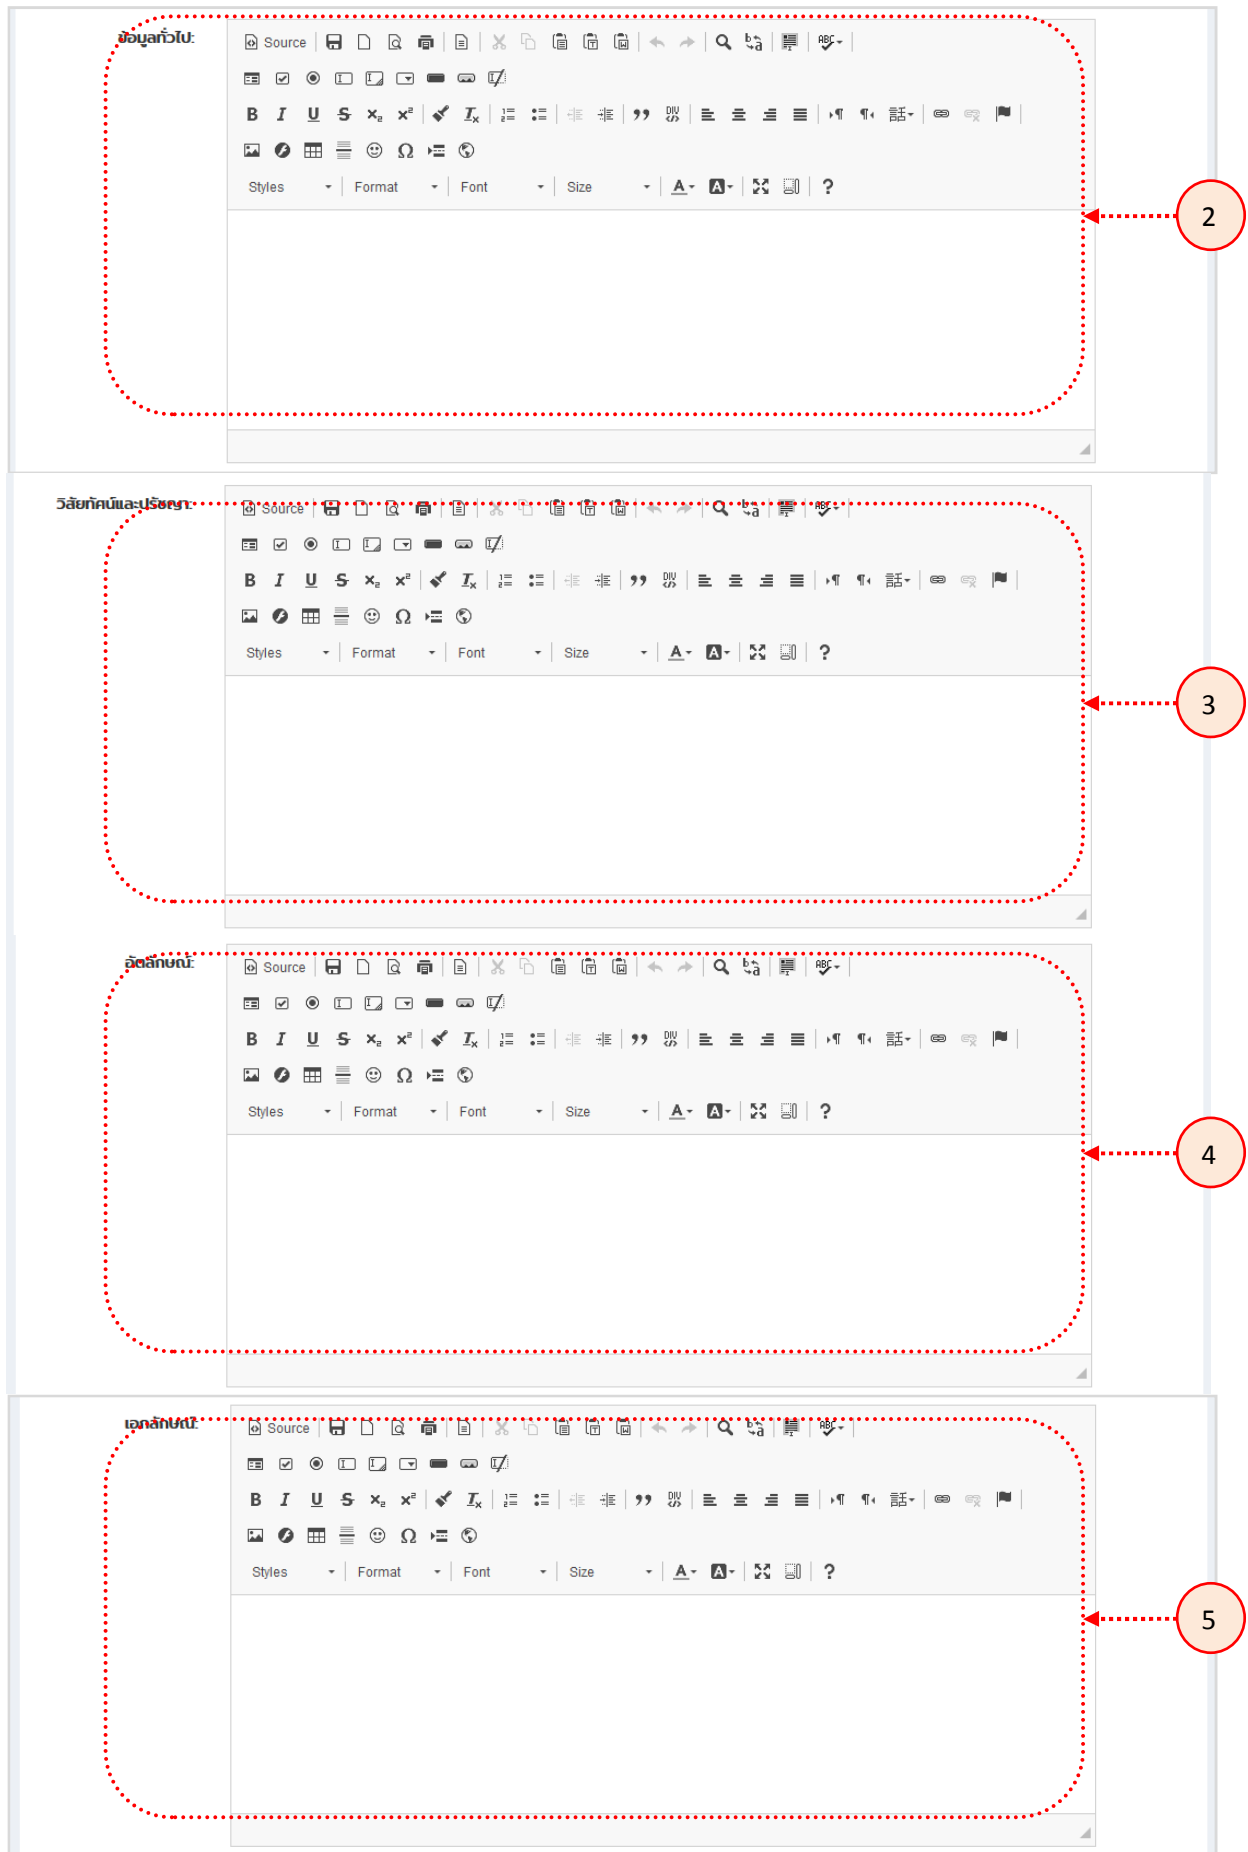 ข้อมูลทั่วไป:
Source
Styles Format Font Size
2
วิสัยทัศน์และปรัชญา:
Source
Styles Format Font Size
3
อัตลักษณ์:
Source
Styles Format Font Size
4
เอกลักษณ์:
Source
Styles Format Font Size
5